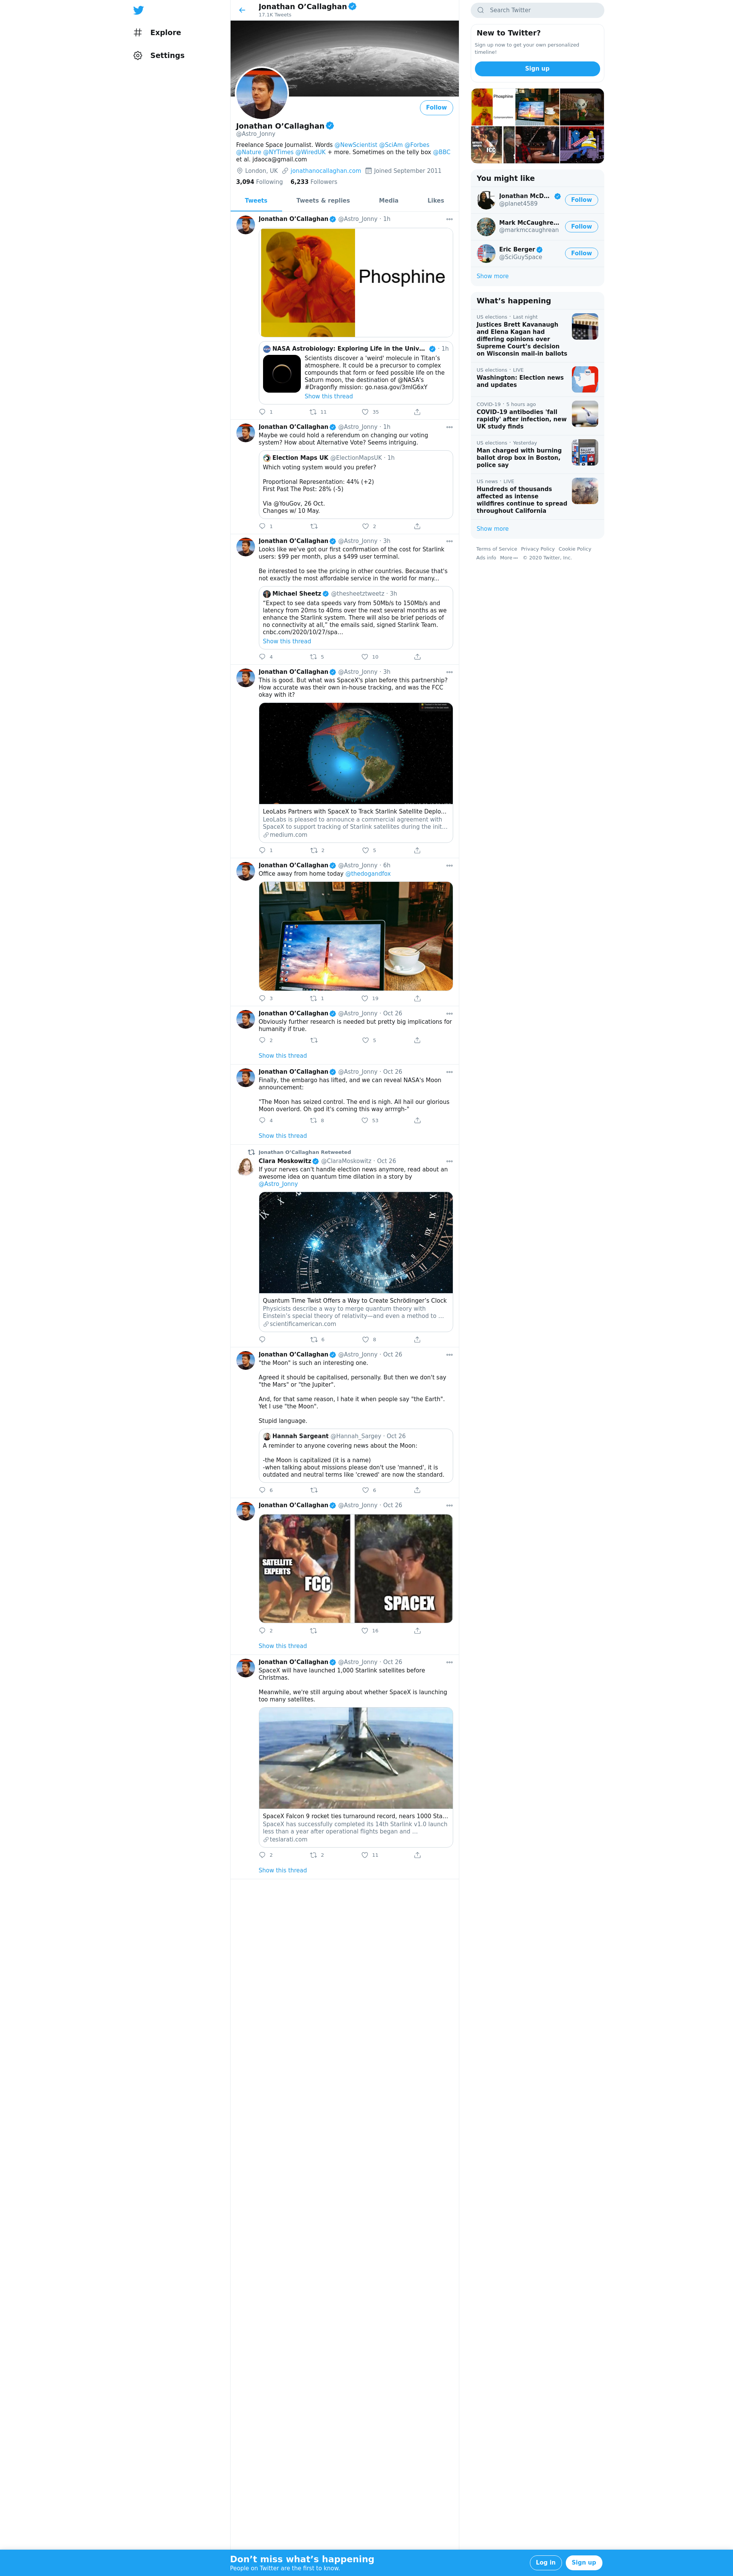 Explore
Settings
Jonathan O’Callaghan
17.1K Tweets
Follow
Jonathan O’Callaghan
@Astro_Jonny
Freelance Space Journalist. Words @NewScientist @SciAm @Forbes
@Nature @NYTimes @WiredUK + more. Sometimes on the telly box @BBC
et al. jdaoca@gmail.com
London, UK jonathanocallaghan.com Joined September 2011
3,094 Following 6,233 Followers
Tweets Tweets & replies Media Likes
Jonathan O’Callaghan @Astro_Jonny · 1h
Phosphine
NASA Astrobiology: Exploring Life in the Univ... · 1h
Scientists discover a 'weird' molecule in Titan’s
atmosphere. It could be a precursor to complex
compounds that form or feed possible life on the
Saturn moon, the destination of @NASA's
#Dragonfly mission: go.nasa.gov/3mIG6xY
Show this thread
1 11 35
Jonathan O’Callaghan @Astro_Jonny · 1h
Maybe we could hold a referendum on changing our voting
system? How about Alternative Vote? Seems intriguing.
Election Maps UK @ElectionMapsUK · 1h
Which voting system would you prefer?
Proportional Representation: 44% (+2)
First Past The Post: 28% (-5)
Via @YouGov, 26 Oct.
Changes w/ 10 May.
1 2
Jonathan O’Callaghan @Astro_Jonny · 3h
Looks like we've got our first confirmation of the cost for Starlink
users: $99 per month, plus a $499 user terminal.
Be interested to see the pricing in other countries. Because that's
not exactly the most affordable service in the world for many...
Michael Sheetz @thesheetztweetz · 3h
“Expect to see data speeds vary from 50Mb/s to 150Mb/s and
latency from 20ms to 40ms over the next several months as we
enhance the Starlink system. There will also be brief periods of
no connectivity at all,” the emails said, signed Starlink Team.
cnbc.com/2020/10/27/spa…
Show this thread
4 5 10
Jonathan O’Callaghan @Astro_Jonny · 3h
This is good. But what was SpaceX's plan before this partnership?
How accurate was their own in-house tracking, and was the FCC
okay with it?
LeoLabs Partners with SpaceX to Track Starlink Satellite Deplo...
LeoLabs is pleased to announce a commercial agreement with
SpaceX to support tracking of Starlink satellites during the init...
medium.com
1 2 5
Jonathan O’Callaghan @Astro_Jonny · 6h
Office away from home today @thedogandfox
3 1 19
Jonathan O’Callaghan @Astro_Jonny · Oct 26
Obviously further research is needed but pretty big implications for
humanity if true.
2 5
Show this thread
Jonathan O’Callaghan @Astro_Jonny · Oct 26
Finally, the embargo has lifted, and we can reveal NASA's Moon
announcement:
"The Moon has seized control. The end is nigh. All hail our glorious
Moon overlord. Oh god it's coming this way arrrrgh-"
4 8 53
Show this thread
Jonathan O’Callaghan Retweeted
Clara Moskowitz @ClaraMoskowitz · Oct 26
If your nerves can't handle election news anymore, read about an
awesome idea on quantum time dilation in a story by
@Astro_Jonny
Quantum Time Twist Offers a Way to Create Schrödinger’s Clock
Physicists describe a way to merge quantum theory with
Einstein’s special theory of relativity—and even a method to ...
scientificamerican.com
Jonathan O’Callaghan @Astro_Jonny · Oct 26
"the Moon" is such an interesting one.
Agreed it should be capitalised, personally. But then we don't say
"the Mars" or "the Jupiter".
And, for that same reason, I hate it when people say "the Earth".
Yet I use "the Moon".
Stupid language.
Hannah Sargeant @Hannah_Sargey · Oct 26
A reminder to anyone covering news about the Moon:
-the Moon is capitalized (it is a name)
-when talking about missions please don't use 'manned', it is
outdated and neutral terms like 'crewed' are now the standard.
6 6
Jonathan O’Callaghan @Astro_Jonny · Oct 26
SATELLITE
EXPERTS
FCC
SPACEX
2 16
Show this thread
Jonathan O’Callaghan @Astro_Jonny · Oct 26
SpaceX will have launched 1,000 Starlink satellites before
Christmas.
Meanwhile, we're still arguing about whether SpaceX is launching
too many satellites.
SpaceX Falcon 9 rocket ties turnaround record, nears 1000 Sta...
SpaceX has successfully completed its 14th Starlink v1.0 launch
less than a year after operational flights began and ...
teslarati.com
2 2 11
Show this thread
Search Twitter
New to Twitter?
Sign up now to get your own personalized
timeline!
Sign up
Phosphine
FCC
You might like
Jonathan McD...
@planet4589
Follow
Mark McCaughre...
@markmccaughrean
Follow
Eric Berger
@SciGuySpace
Follow
Show more
What’s happening
US elections · Last night
Justices Brett Kavanaugh
and Elena Kagan had
differing opinions over
Supreme Court’s decision
on Wisconsin mail-in ballots
US elections · LIVE
Washington: Election news
and updates
COVID-19 · 5 hours ago
COVID-19 antibodies 'fall
rapidly' after infection, new
UK study finds
US elections · Yesterday
Man charged with burning
ballot drop box in Boston,
police say
US news · LIVE
Hundreds of thousands
affected as intense
wildfires continue to spread
throughout California
Show more
Terms of Service Privacy Policy Cookie Policy
Ads info More © 2020 Twitter, Inc.
Don’t miss what’s happening
People on Twitter are the first to know.
Log in
Sign up